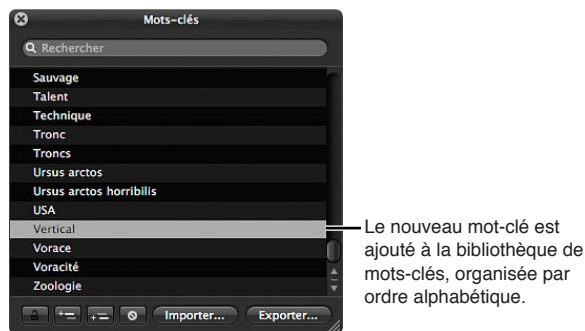 Mots-clés
Rechercher
Sauvage
Talent
Technique
Tronc
Troncs
Ursus arctos
Ursus arctos horribilis
USA
Vertical
Vorace
Voracité
Zoologie
Importer...
Exporter...
Le nouveau mot-clé est
ajouté à la bibliothèque de
mots-clés, organisée par
ordre alphabétique.